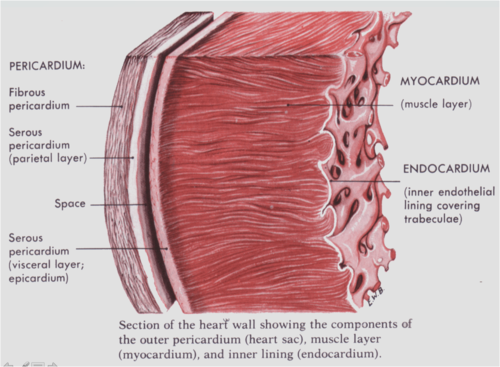 PERICARDIUM:
Fibrous
pericardium
Serous
pericardium
(parietal layer)
Space
Serous
pericardium
(visceral layer;
epicardium)
MYOCARDIUM
(muscle layer)
ENDOCARDIUM
(inner endothelial
lining covering
trabeculae)
Section of the heart wall showing the components of
the outer pericardium (heart sac), muscle layer
(myocardium), and inner lining (endocardium).